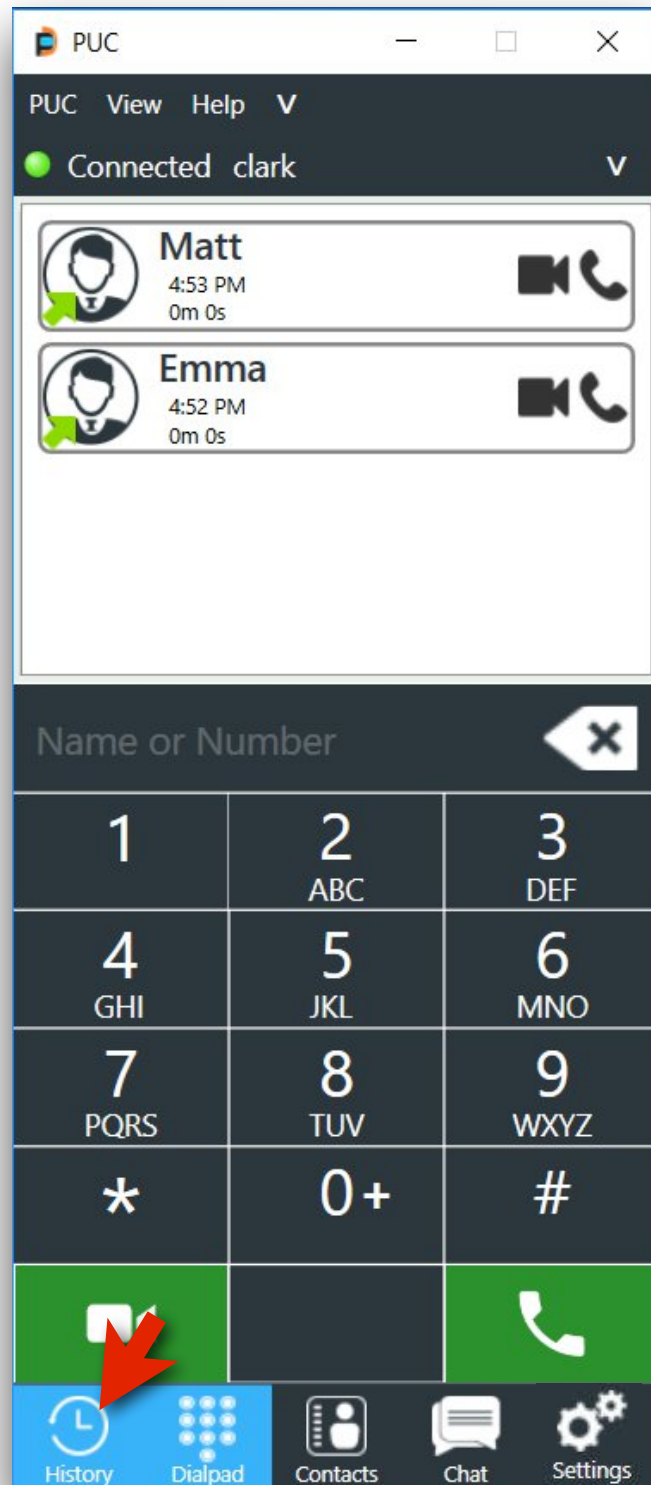 PUC
PUC View Help V
Connected clark V
Matt
4:53 PM
0m 0s
Emma
4:52 PM
0m 0s
Name or Number
1 2 3
ABC DEF
4 5 6
GHI JKL MNO
7 8 9
PQRS TUV WXYZ
* 0+ #
History Dialpad Contacts Chat Settings